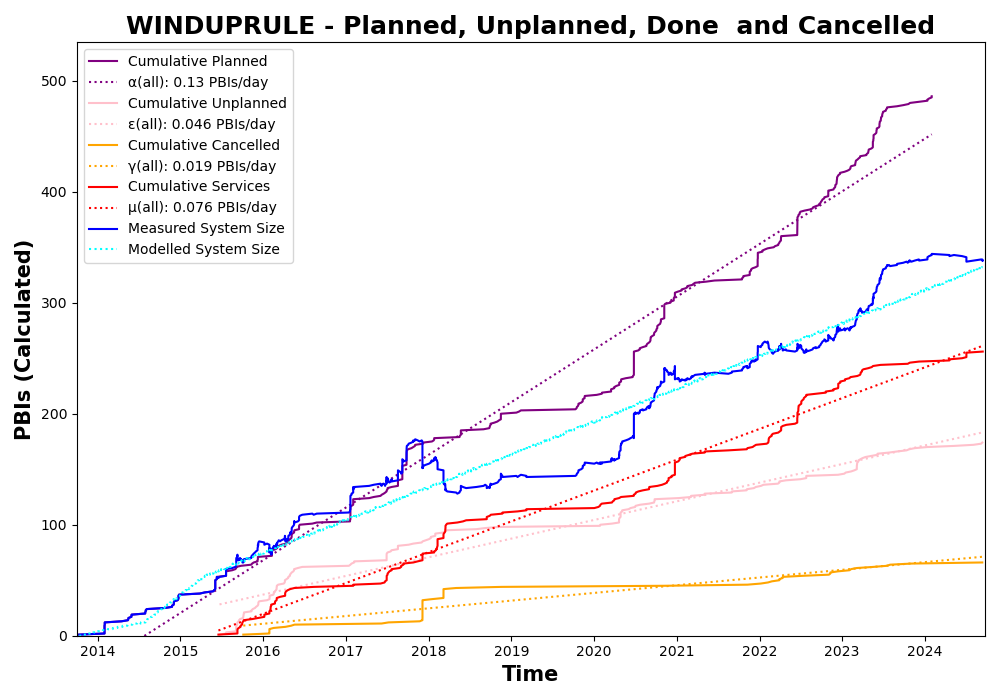 WINDUPRULE - Planned, Unplanned, Done  and Cancelled
Cumulative Planned
α(all): 0.13 PBIs/day
Cumulative Unplanned
ε(all): 0.046 PBIs/day
Cumulative Cancelled
γ(all): 0.019 PBIs/day
Cumulative Services
μ(all): 0.076 PBIs/day
Measured System Size
Modelled System Size
PBIs (Calculated)
500
400
300
200
100
0
2014 2015 2016 2017 2018 2019 2020 2021 2022 2023 2024
Time